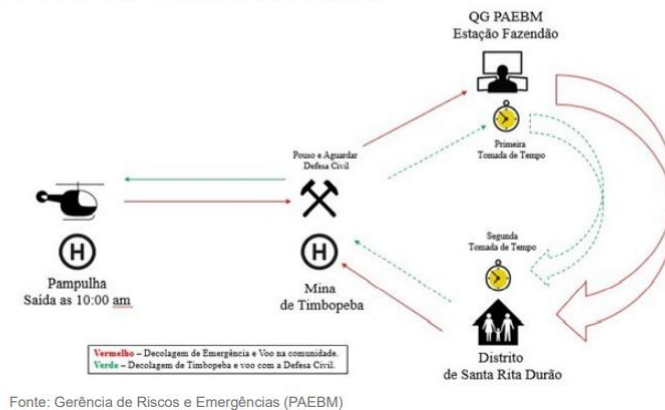 QG PAEBM
Estação Fazendão
Primeira
Tomada de Tempo
Pouso e Aguardar
Defesa Civil
Segunda
Tomada de Tempo
H
Pampulha
Saída as 10:00 am
H
Mina
de Timbopeba
Distrito
de Santa Rita Durão
Vermelho – Decolagem de Emergência e Voo na comunidade.
Verde – Decolagem de Timbopeba e voo com a Defesa Civil.
Fonte: Gerência de Riscos e Emergências (PAEBM)